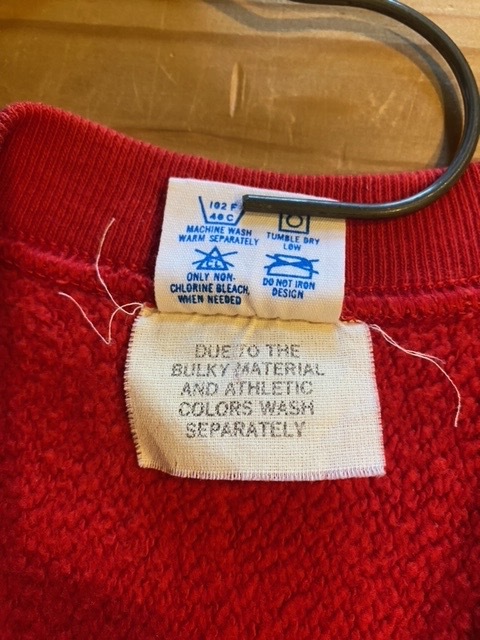 102 F
40 C
MACHINE WASH
WARM SEPARATELY
TUMBLE DRY
LOW
CL
ONLY NON-
CHLORINE BLEACH,
WHEN NEEDED
DO NOT IRON
DESIGN
DUE TO THE
BULKY MATERIAL
AND ATHLETIC
COLORS WASH
SEPARATELY